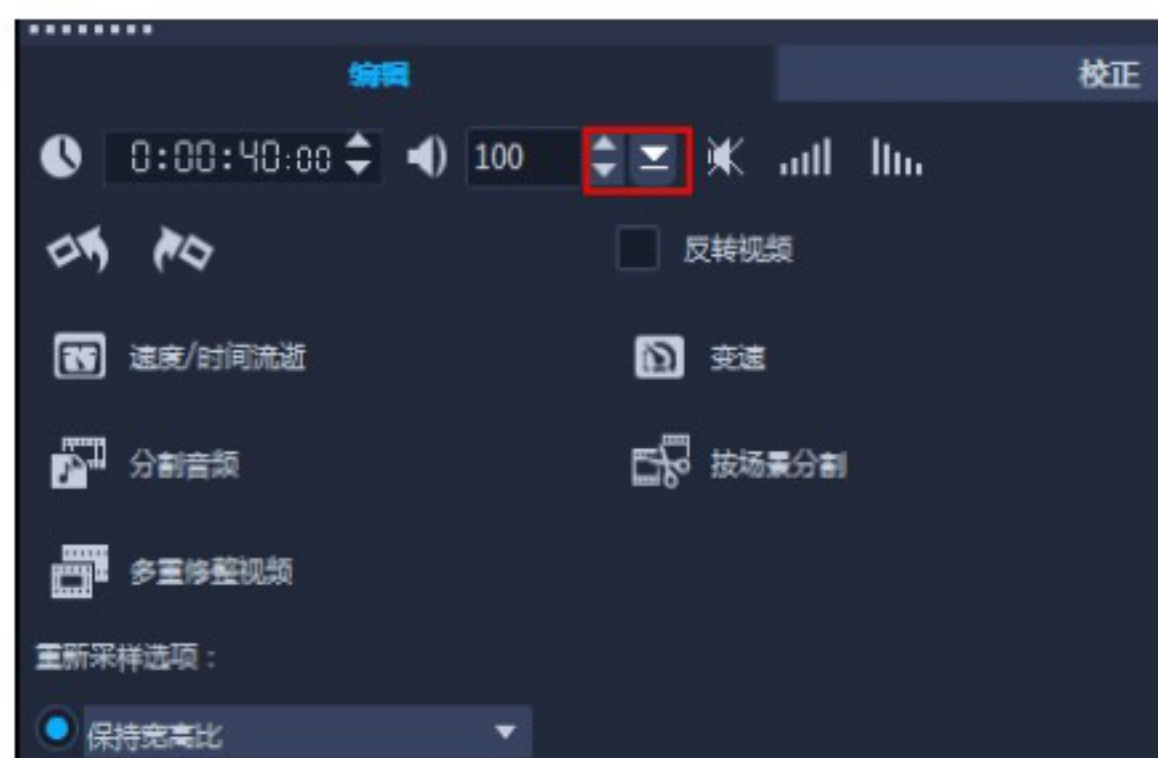 编辑 校正
0:00:40:00 100
反转视频
速度/时间流逝 变速
分割音频 按场景分割
多重修整视频
重新采样选项：
保持宽高比